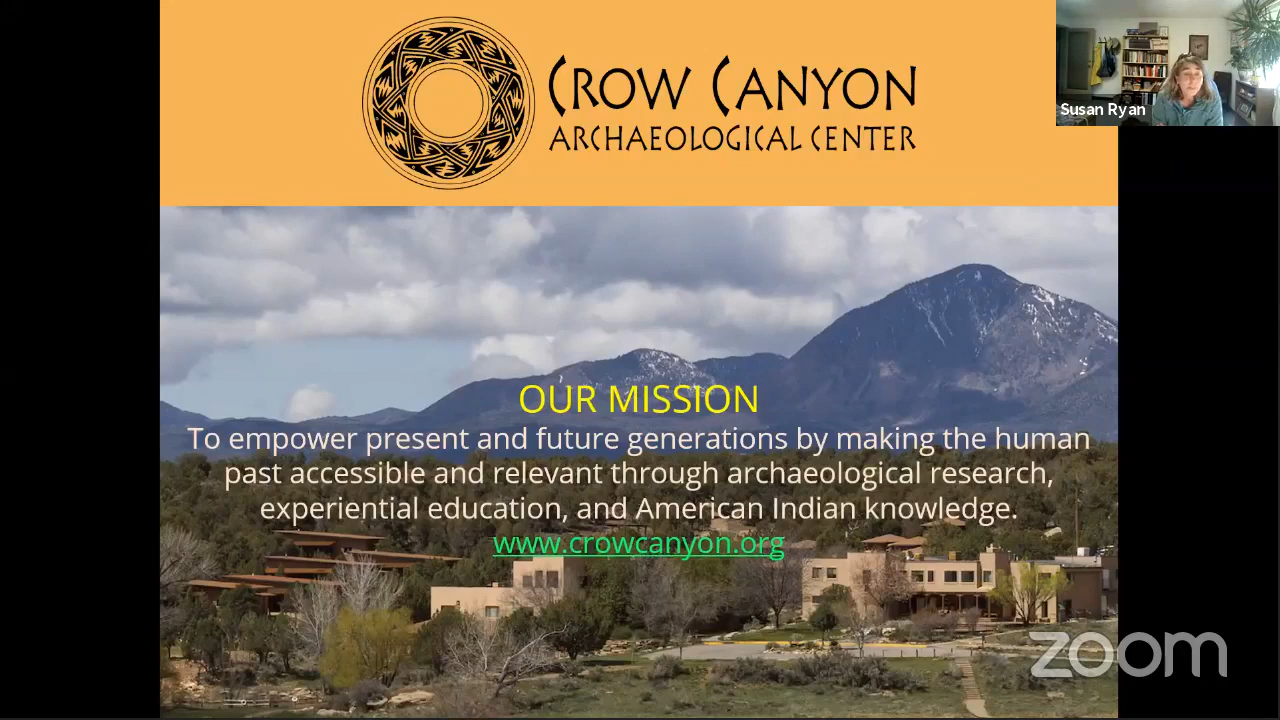 CROW CANYON
ARCHAEOLOGICAL CENTER
Susan Ryan
OUR MISSION
To empower present and future generations by making the human
past accessible and relevant through archaeological research,
experiential education, and American Indian knowledge.
www.crowcanyon.org
zoom